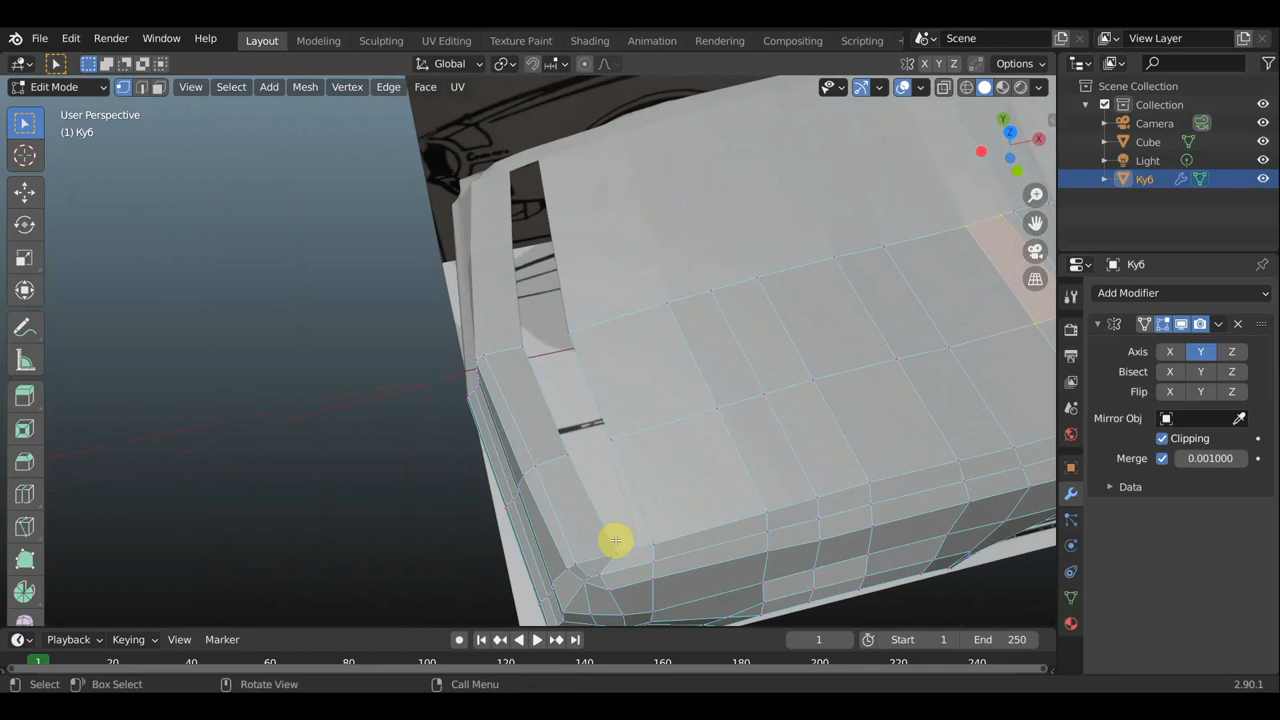 File Edit Render Window Help Layout Modeling Sculpting UV Editing Texture Paint Shading Animation Rendering Compositing Scripting + Scene View Layer
Global X Y Z Options
Edit Mode View Select Add Mesh Vertex Edge Face UV
User Perspective
(1) Куб
Y Z X
Scene Collection
Collection
Camera
Cube
Light
Куб
Куб
Add Modifier
Axis X Y Z
Bisect X Y Z
Flip X Y Z
Mirror Obj
Clipping
Merge 0.001000
Data
Playback Keying View Marker 1 Start 1 End 250
1 20 40 60 80 100 120 140 160 180 200 220 240
Select Box Select Rotate View Call Menu 2.90.1